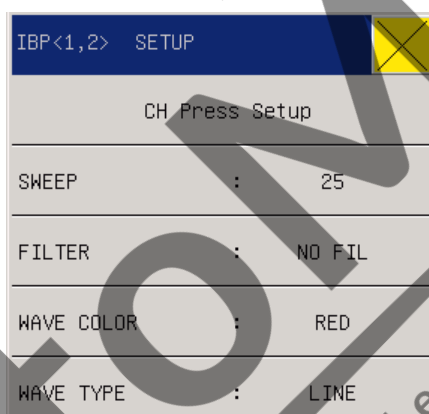 IBP<1,2> SETUP
CH Press Setup
SWEEP : 25
FILTER : NO FIL
WAVE COLOR : RED
WAVE TYPE : LINE